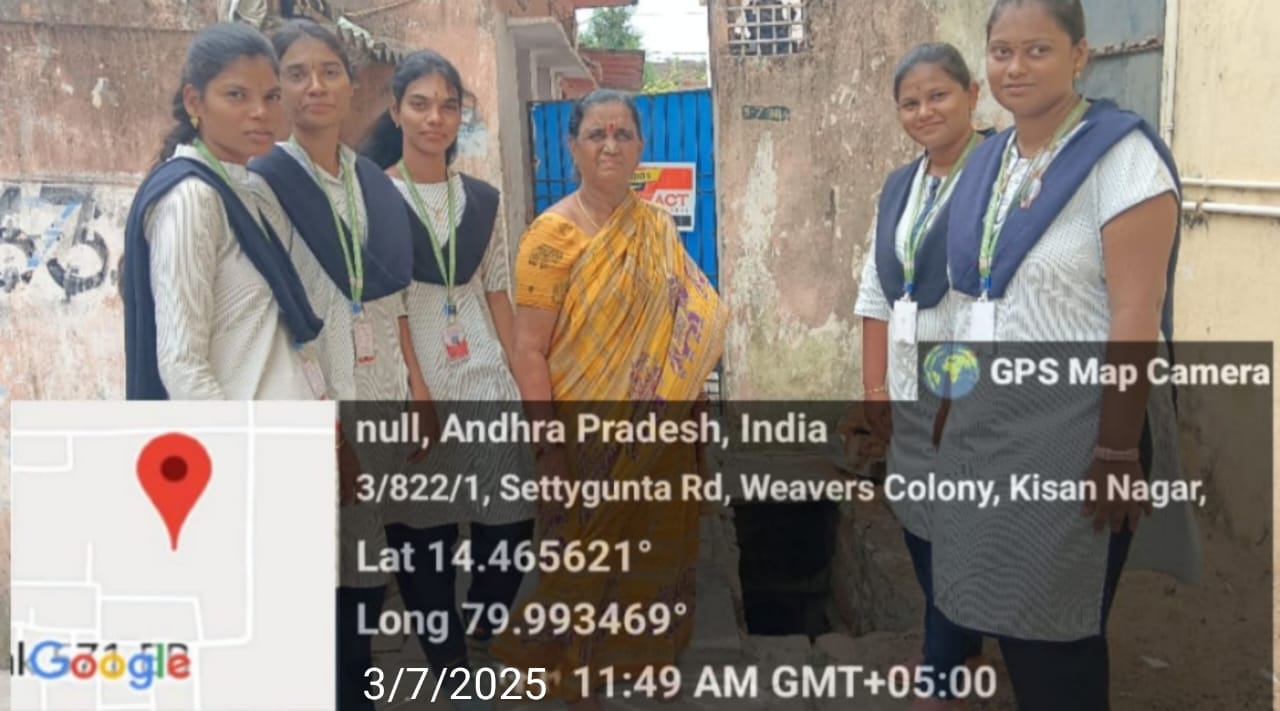 ACT
GPS Map Camera
null, Andhra Pradesh, India
3/822/1, Settygunta Rd, Weavers Colony, Kisan Nagar,
Lat 14.465621°
Long 79.993469°
3/7/2025 11:49 AM GMT+05:00
Google